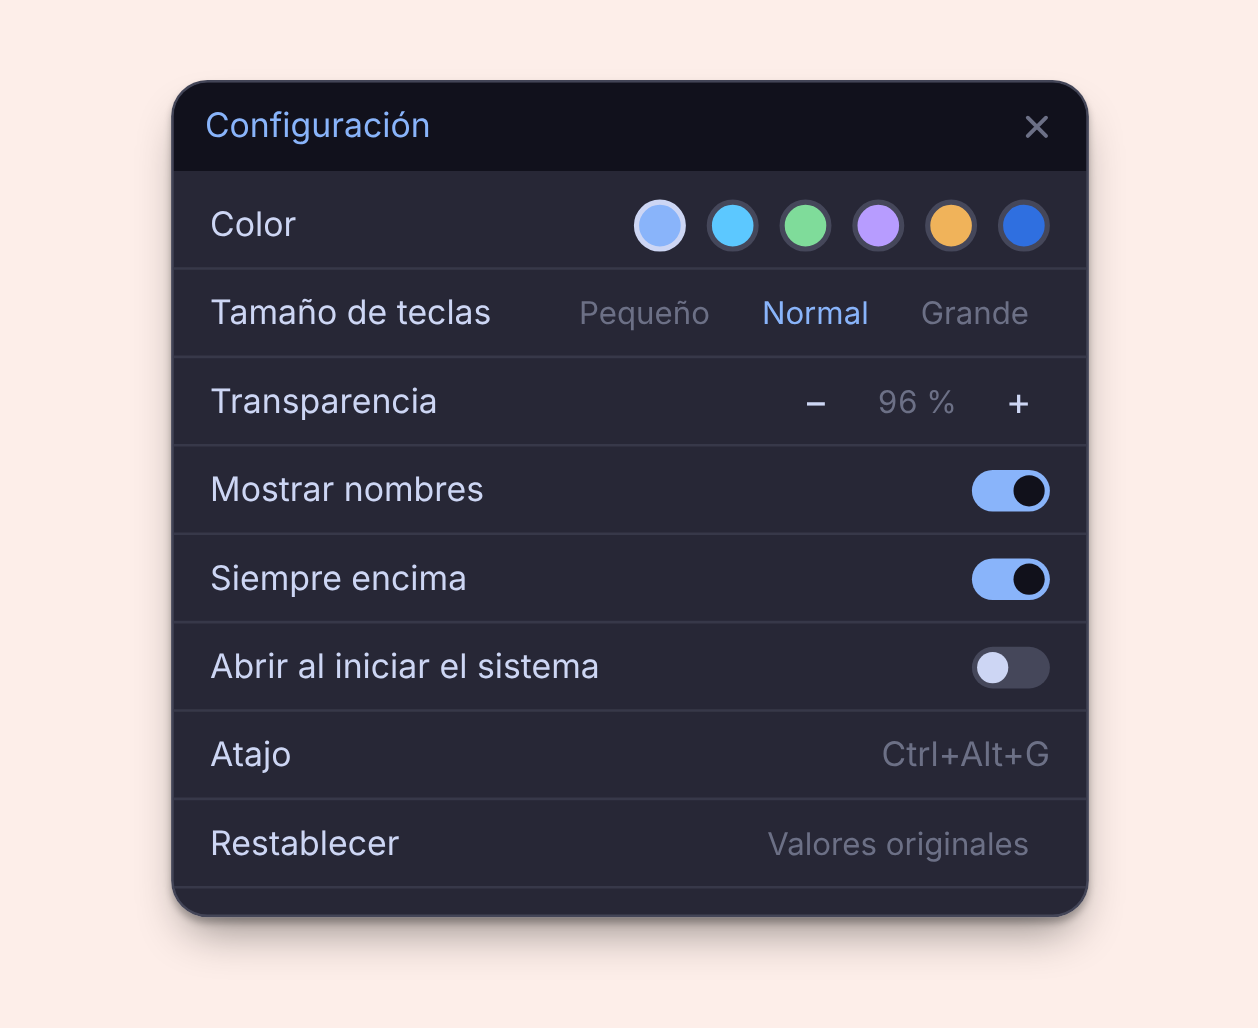 Configuración
Color
Tamaño de teclas Pequeño Normal Grande
Transparencia − 96 % +
Mostrar nombres
Siempre encima
Abrir al iniciar el sistema
Atajo Ctrl+Alt+G
Restablecer Valores originales